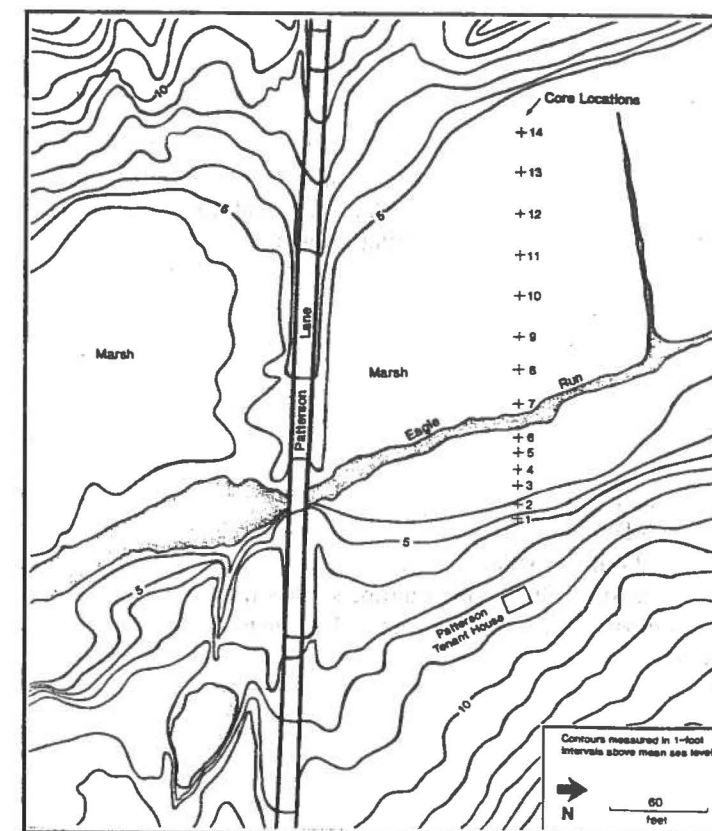 10
Core Locations
14
13
5
12
5
11
10
Lane
9
Marsh
Marsh
8
Run
7
Patterson
Eagle
6
5
4
3
2
1
5
5
Patterson
Tenant House
10
Contours measured in 1-foot
intervals above mean sea level
N
60
feet